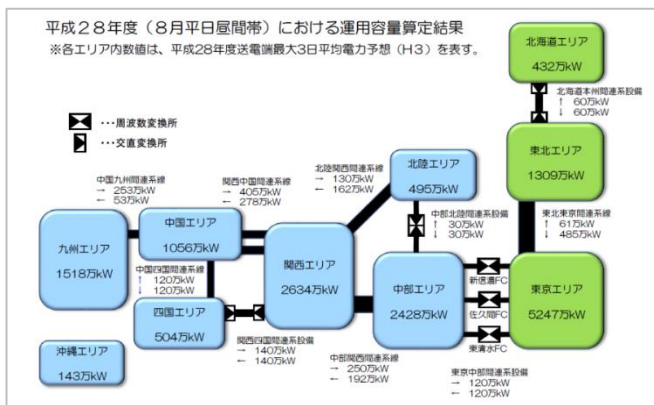 平成28年度（8月平日昼間帯）における運用容量算定結果
※各エリア内数値は、平成28年度送電端最大3日平均電力予想（H3）を表す。
北海道エリア
432万kW
北海道本州間連系設備
↑ 60万kW
↓ 60万kW
･･･周波数変換所
･･･交直変換所
東北エリア
1309万kW
北陸関西間連系線
→ 130万kW
← 162万kW
北陸エリア
495万kW
中国九州間連系線
→ 253万kW
← 53万kW
関西中国間連系線
→ 405万kW
← 278万kW
中部北陸間連系設備
↑ 30万kW
↓ 30万kW
東北東京間連系線
↑ 61万kW
↓ 485万kW
九州エリア
1518万kW
中国エリア
1056万kW
関西エリア
2634万kW
中部エリア
2428万kW
新信濃FC
佐久間FC
東清水FC
東京エリア
5247万kW
中国四国間連系線
↑ 120万kW
↓ 120万kW
四国エリア
504万kW
関西四国間連系設備
→ 140万kW
← 140万kW
中部関西間連系線
→ 250万kW
← 192万kW
東京中部間連系設備
→ 120万kW
← 120万kW
沖縄エリア
143万kW